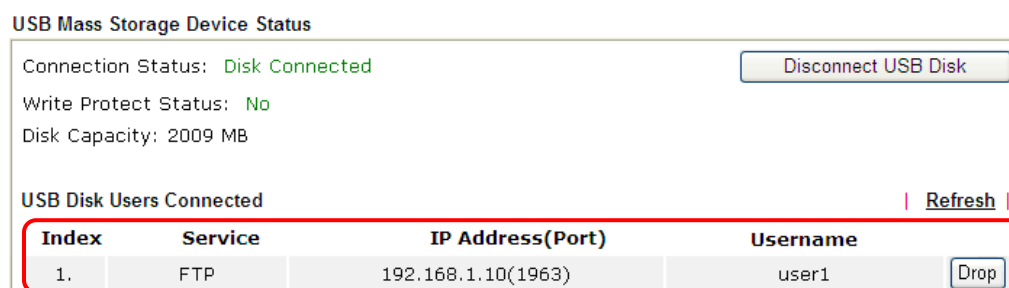 USB Mass Storage Device Status
Connection Status: Disk Connected Disconnect USB Disk
Write Protect Status: No
Disk Capacity: 2009 MB
USB Disk Users Connected | Refresh |
Index Service IP Address(Port) Username
1. FTP 192.168.1.10(1963) user1 Drop